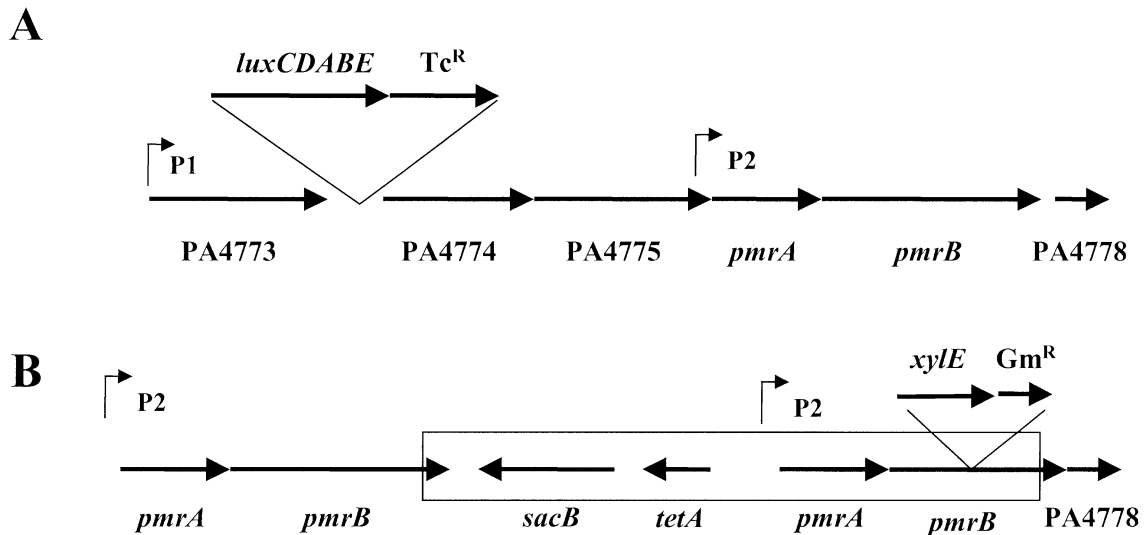 A
luxCDABE Tc^R
P1 P2
PA4773 PA4774 PA4775 pmrA pmrB PA4778
B
xylE Gm^R
P2 P2
pmrA pmrB sacB tetA pmrA pmrB PA4778